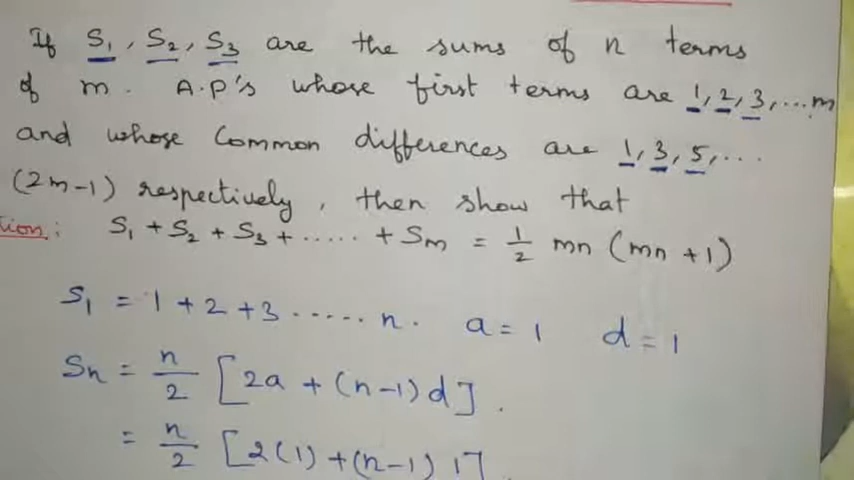 If S₁, S₂, S₃ are the sums of n terms
of m. A.P's whose first terms are 1, 2, 3, ... m
and whose common differences are 1, 3, 5, ...
(2m-1) respectively, then show that
tion: S₁ + S₂ + S₃ + ..... + Sm = 1/2 mn (mn + 1)
S₁ = 1 + 2 + 3 ..... n. a = 1 d = 1
Sn = n/2 [2a + (n-1) d].
= n/2 [2(1) + (n-1) 1]